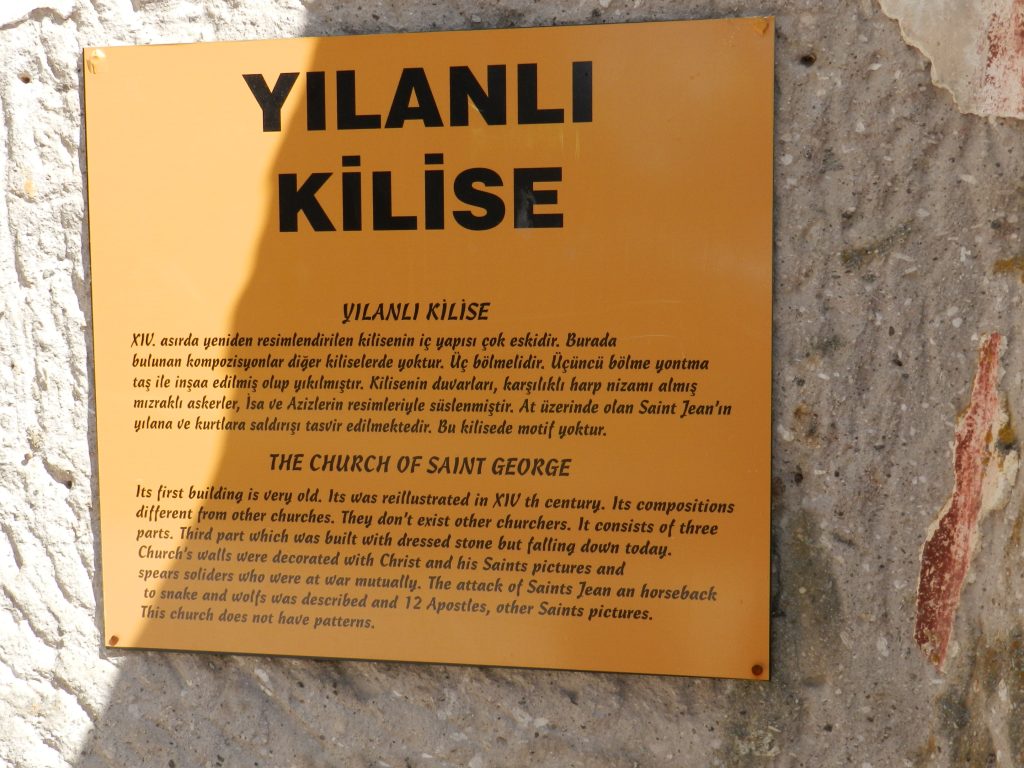 YILANLI
KİLİSE
YILANLI KİLİSE
XIV. asırda yeniden resimlendirilen kilisenin iç yapısı çok eskidir. Burada
bulunan kompozisyonlar diğer kiliselerde yoktur. Üç bölmelidir. Üçüncü bölme yontma
taş ile inşaa edilmiş olup yıkılmıştır. Kilisenin duvarları, karşılıklı harp nizamı almış
mızraklı askerler, İsa ve Azizlerin resimleriyle süslenmiştir. At üzerinde olan Saint Jean'ın
yılana ve kurtlara saldırışı tasvir edilmektedir. Bu kilisede motif yoktur.
THE CHURCH OF SAINT GEORGE
Its first building is very old. Its was reillustrated in XIV th century. Its compositions
different from other churches. They don't exist other churchers. It consists of three
parts. Third part which was built with dressed stone but falling down today.
Church's walls were decorated with Christ and his Saints pictures and
spears soliders who were at war mutually. The attack of Saints Jean an horseback
to snake and wolfs was described and 12 Apostles, other Saints pictures.
This church does not have patterns.